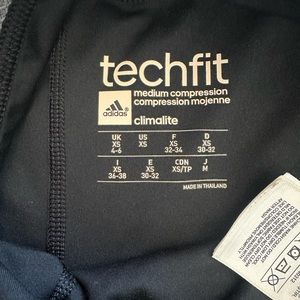 techfit
medium compression
compression mojenne
adidas
climalite
UK US F D
XS XS XS XS
4-6 32-34 30-32
I E CDN J
XS XS XS/TP M
36-38 30-32
MADE IN THAILAND